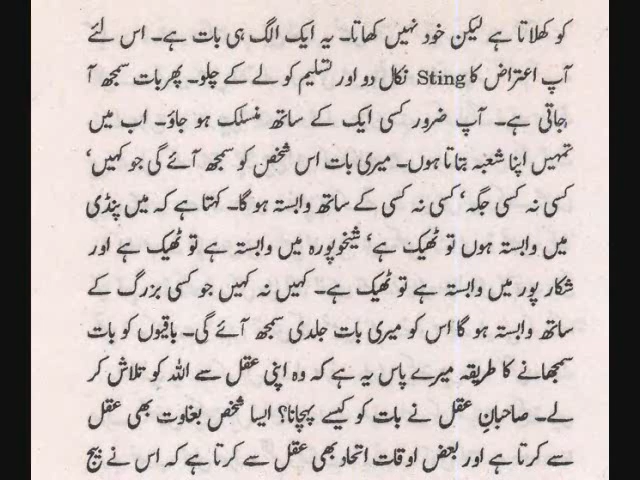 کو کھلاتا ہے لیکن خود نہیں کھاتا۔ یہ ایک الگ ہی بات ہے۔ اس لئے
آپ اعتراض کا Sting نکال دو اور تسلیم کو لے کے چلو۔ پھر بات سمجھ آ
جاتی ہے۔ آپ ضرور کسی ایک کے ساتھ منسلک ہو جاؤ۔ اب میں
تمہیں اپنا شعبہ بتاتا ہوں۔ میری بات اس شخص کو سمجھ آئے گی جو کہیں‘
کسی نہ کسی جگہ‘ کسی نہ کسی کے ساتھ وابستہ ہو گا۔ کہتا ہے کہ میں پنڈی
میں وابستہ ہوں تو ٹھیک ہے‘ شیخوپورہ میں وابستہ ہے تو ٹھیک ہے اور
شکار پور میں وابستہ ہے تو ٹھیک ہے۔ کہیں نہ کہیں جو کسی بزرگ کے
ساتھ وابستہ ہو گا اس کو میری بات جلدی سمجھ آئے گی۔ باقیوں کو بات
سمجھانے کا طریقہ میرے پاس یہ ہے کہ وہ اپنی عقل سے اللہ کو تلاش کر
لے۔ صاحبانِ عقل نے بات کو کیسے پہچانا؟ ایسا شخص بغاوت بھی عقل
سے کرتا ہے اور بعض اوقات اتحاد بھی عقل سے کرتا ہے کہ اس نے بیج